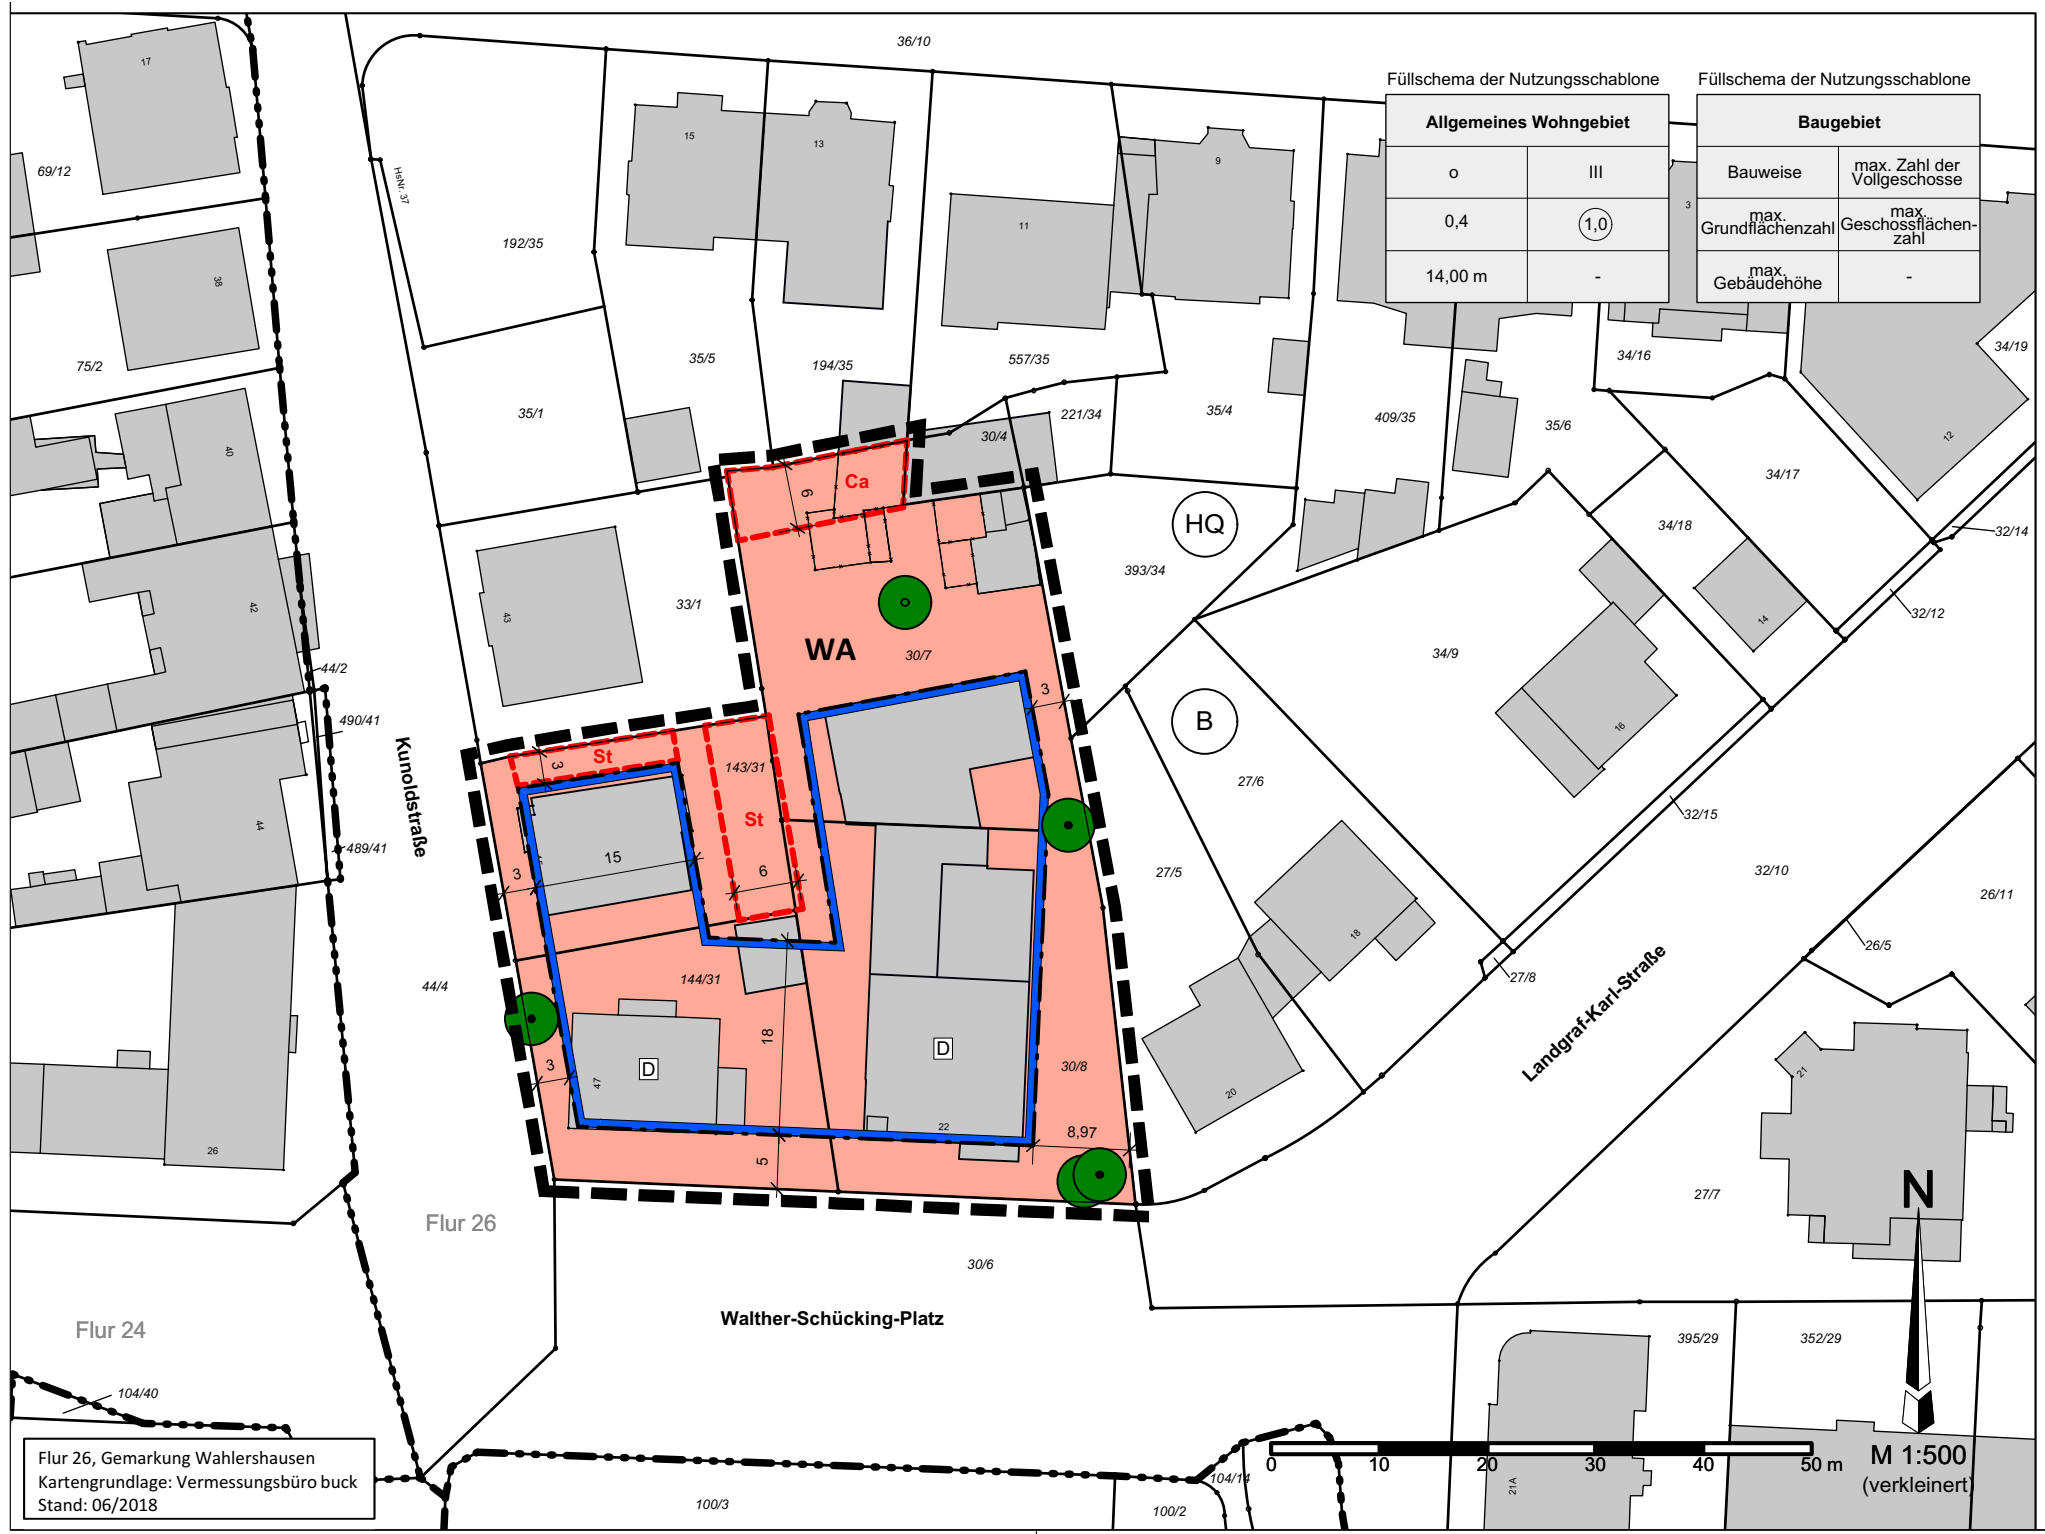 36/10
17
69/12
HsNr. 37
192/35
15
13
11
9
3
Füllschema der Nutzungsschablone
Allgemeines Wohngebiet
o
III
0,4
1,0
14,00 m
-
Füllschema der Nutzungsschablone
Baugebiet
Bauweise
max. Zahl der
Vollgeschosse
max.
Grundflächenzahl
max.
Geschossflächen-
zahl
max.
Gebäudehöhe
-
38
75/2
35/1
35/5
194/35
557/35
221/34
30/4
35/4
409/35
35/6
34/16
34/19
12
34/17
34/18
32/14
32/12
40
42
43
33/1
6
Ca
HQ
393/34
14
34/9
16
WA
30/7
3
B
27/6
44/2
490/41
44
489/41
Kunoldstraße
St
3
143/31
St
15
6
3
27/5
32/15
32/10
26/11
26/5
18
27/8
Landgraf-Karl-Straße
44/4
144/31
18
D
D
47
3
30/8
22
8,97
5
20
21
27/7
26
Flur 26
30/6
N
Walther-Schücking-Platz
Flur 24
395/29
352/29
104/40
104/14
100/3
100/2
21A
0
10
20
30
40
50 m
M 1:500
(verkleinert)
Flur 26, Gemarkung Wahlershausen
Kartengrundlage: Vermessungsbüro buck
Stand: 06/2018